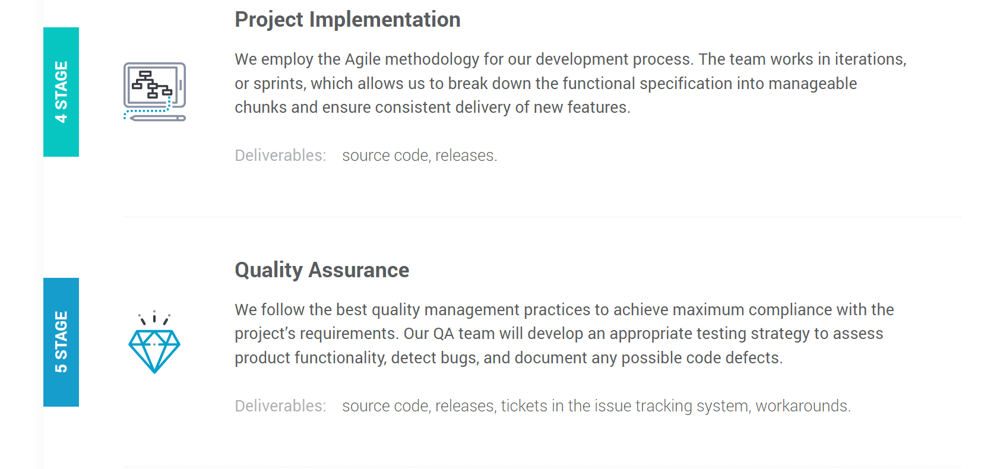 Project Implementation
4 STAGE
We employ the Agile methodology for our development process. The team works in iterations,
or sprints, which allows us to break down the functional specification into manageable
chunks and ensure consistent delivery of new features.
Deliverables: source code, releases.
Quality Assurance
5 STAGE
We follow the best quality management practices to achieve maximum compliance with the
project’s requirements. Our QA team will develop an appropriate testing strategy to assess
product functionality, detect bugs, and document any possible code defects.
Deliverables: source code, releases, tickets in the issue tracking system, workarounds.